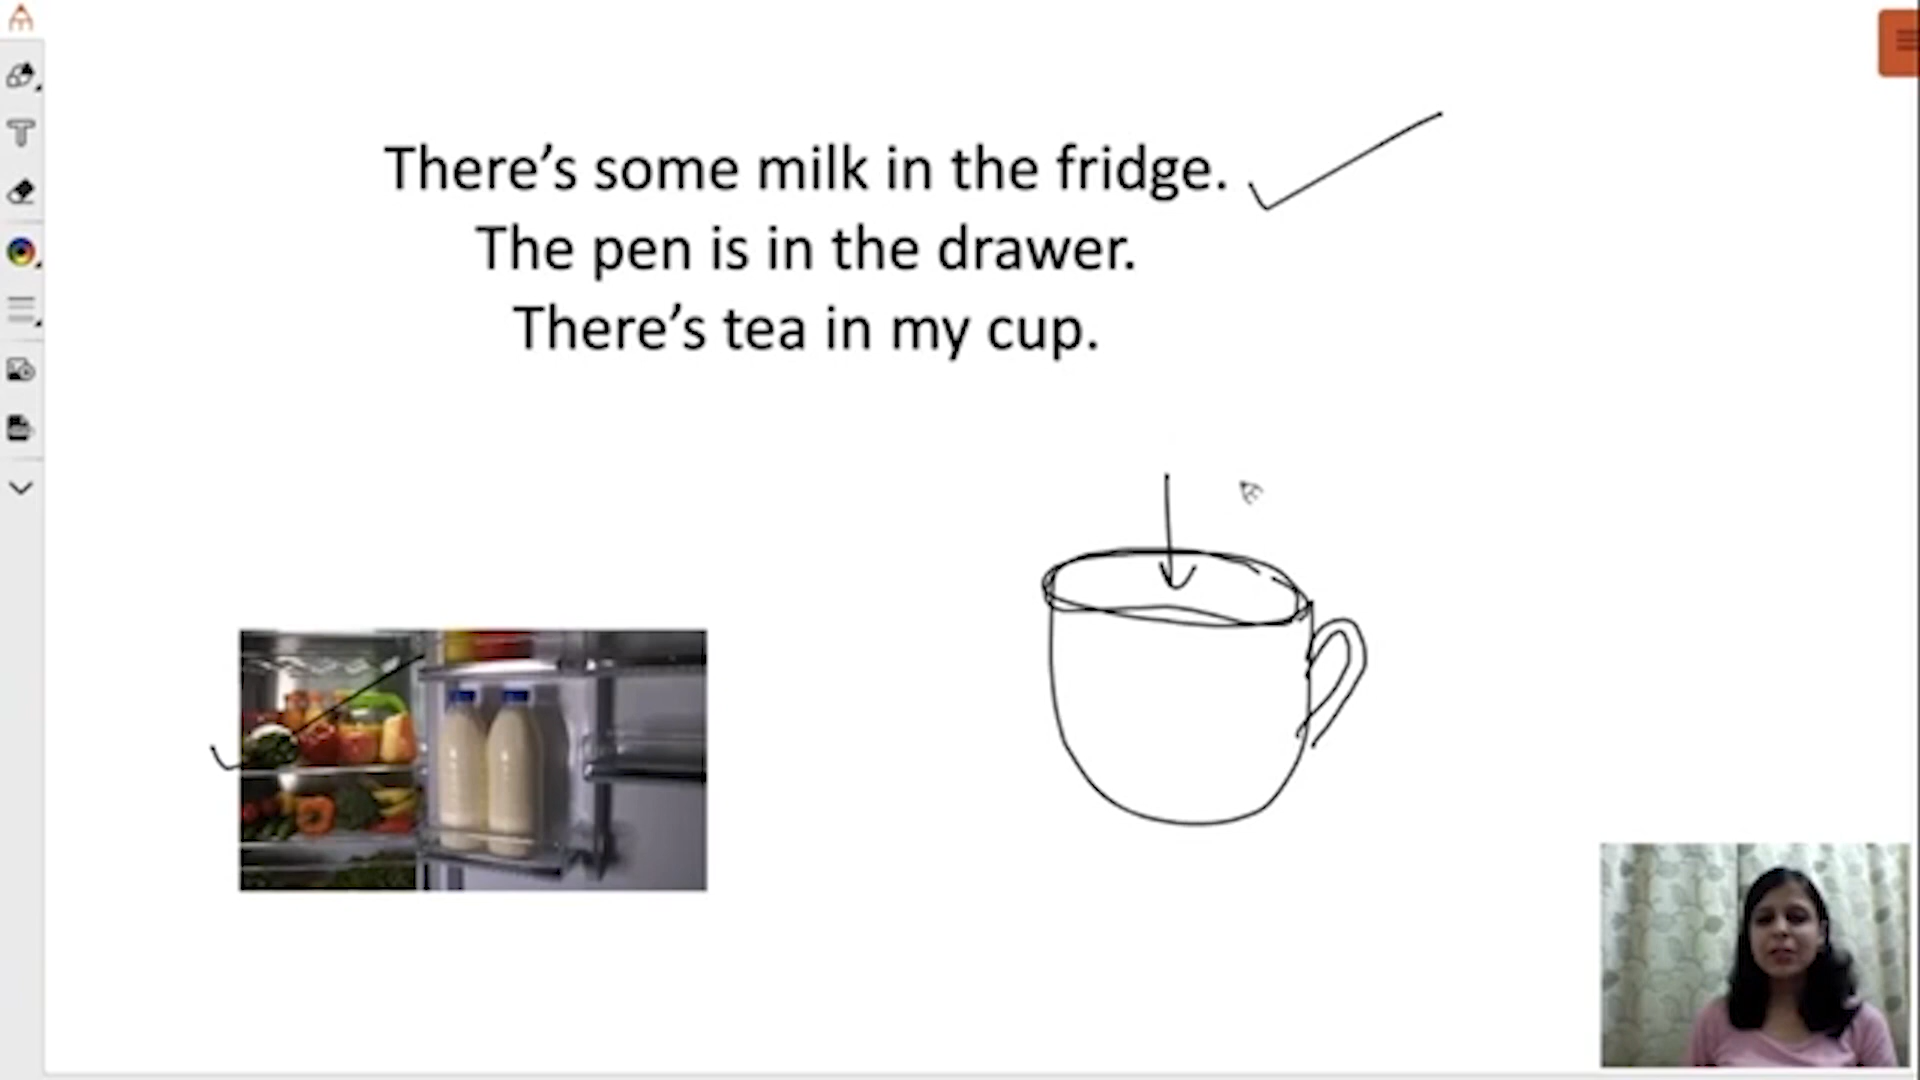 There’s some milk in the fridge.
The pen is in the drawer.
There’s tea in my cup.